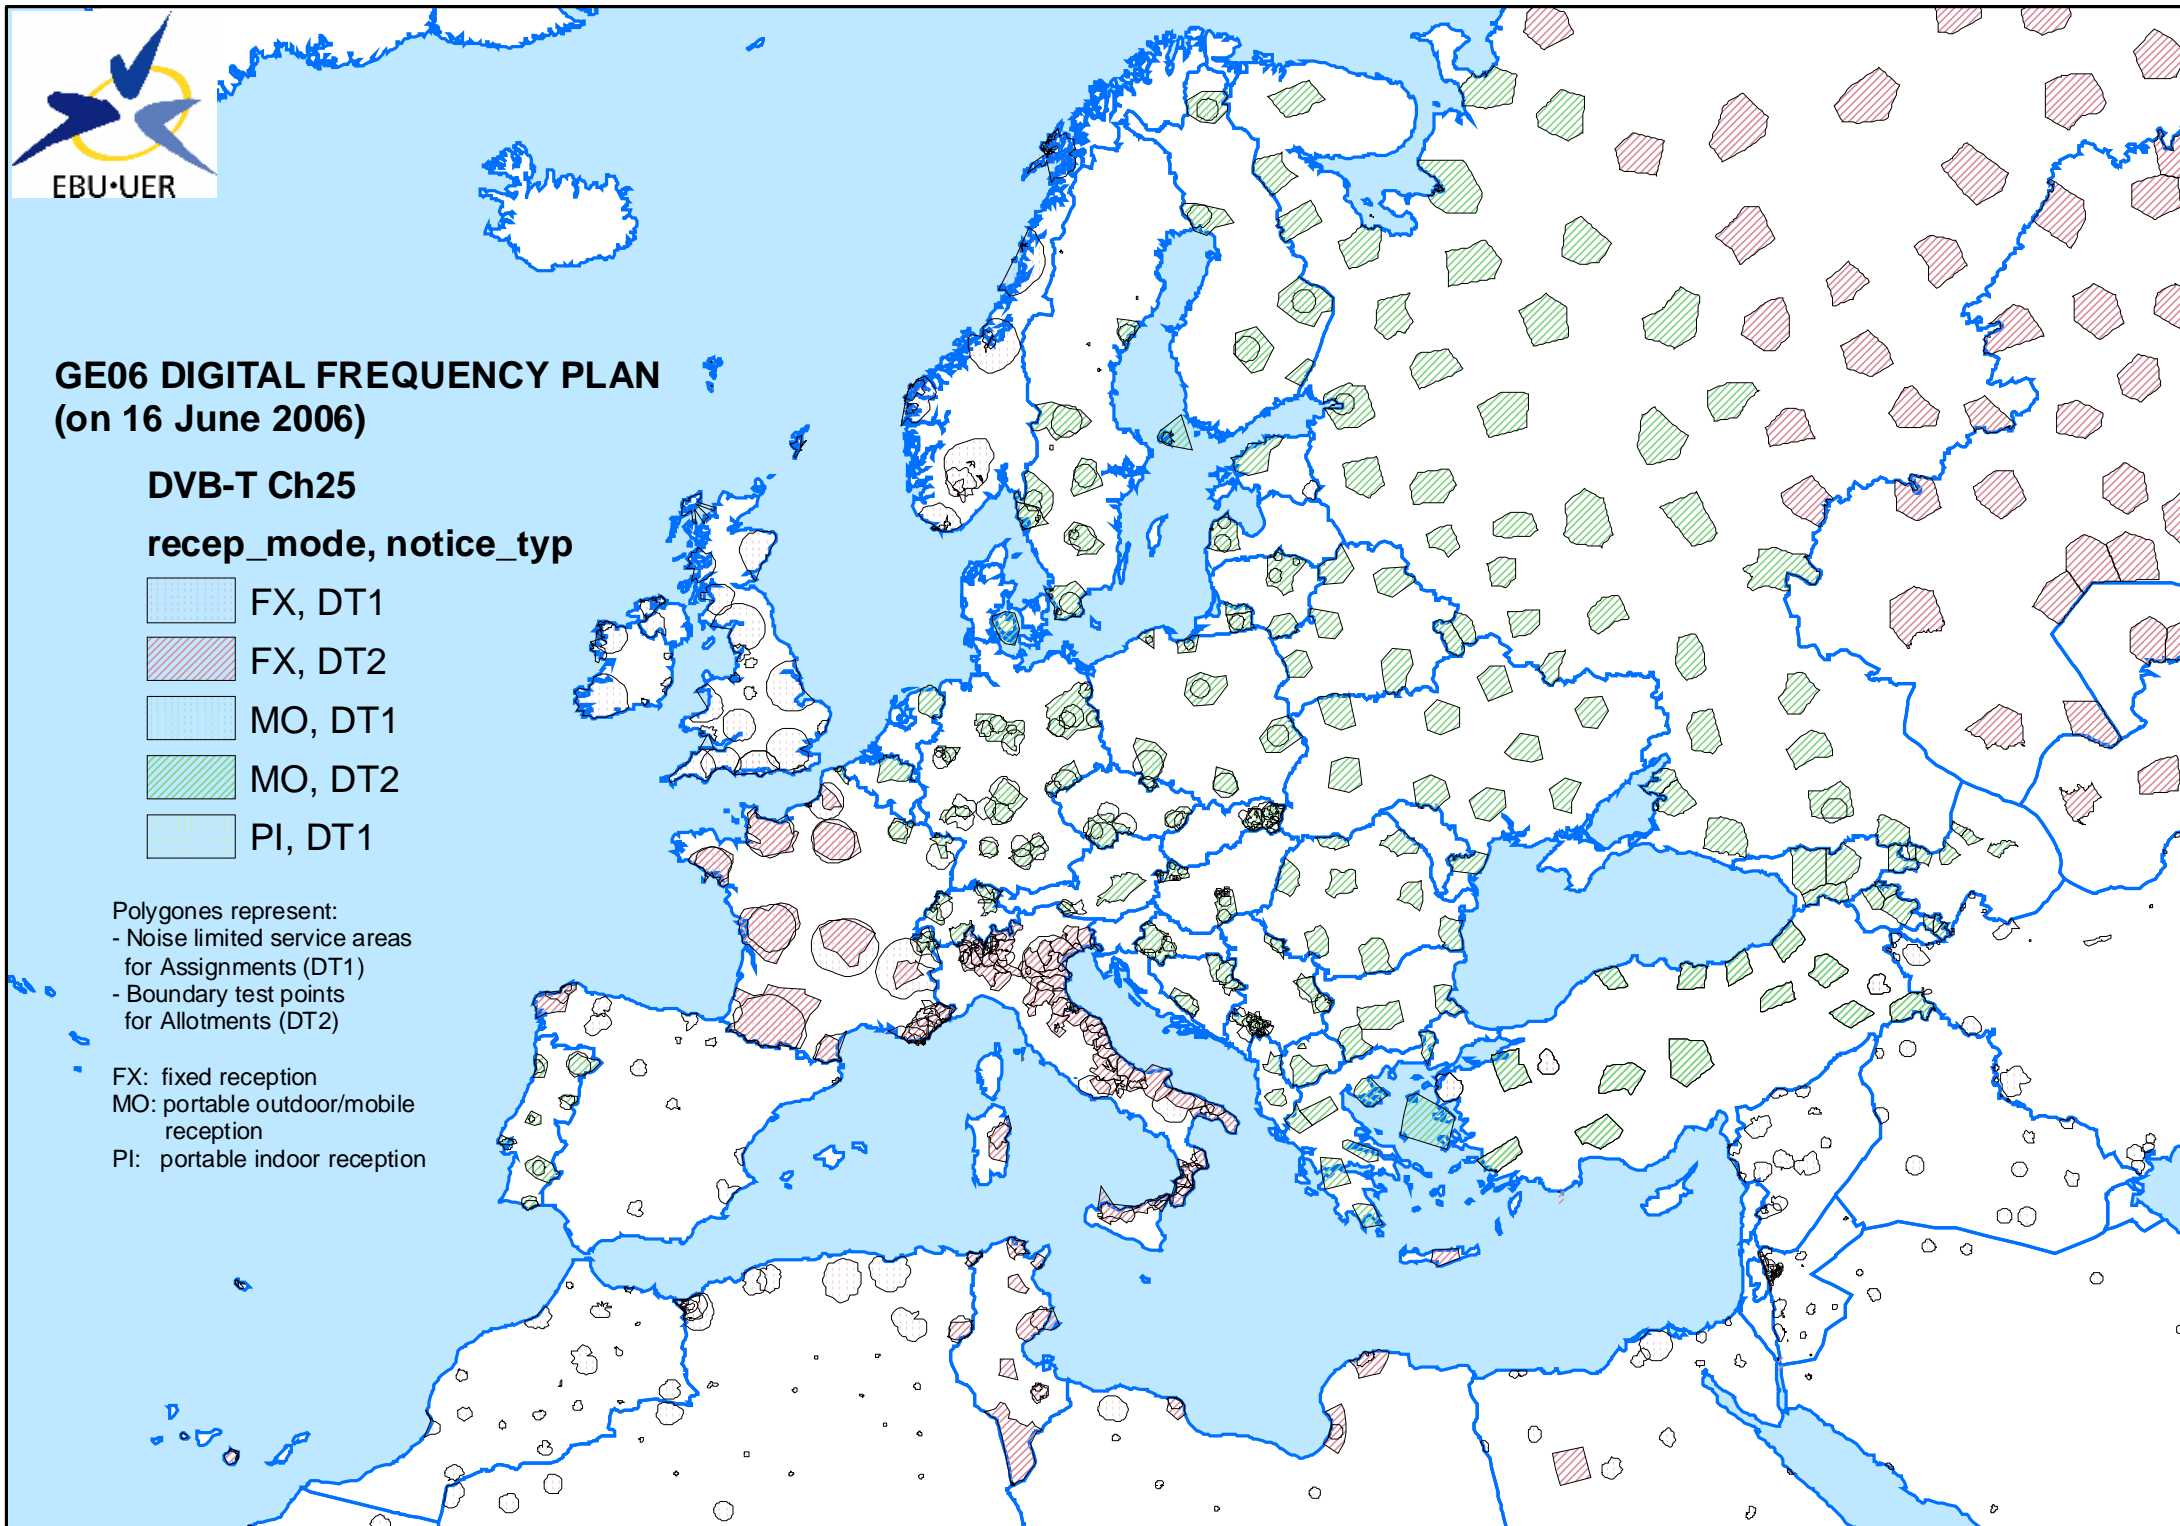 EBU•UER
GE06 DIGITAL FREQUENCY PLAN
(on 16 June 2006)
DVB-T Ch25
recep_mode, notice_typ
FX, DT1
FX, DT2
MO, DT1
MO, DT2
PI, DT1
Polygones represent:
- Noise limited service areas
for Assignments (DT1)
- Boundary test points
for Allotments (DT2)
FX: fixed reception
MO: portable outdoor/mobile
reception
PI: portable indoor reception